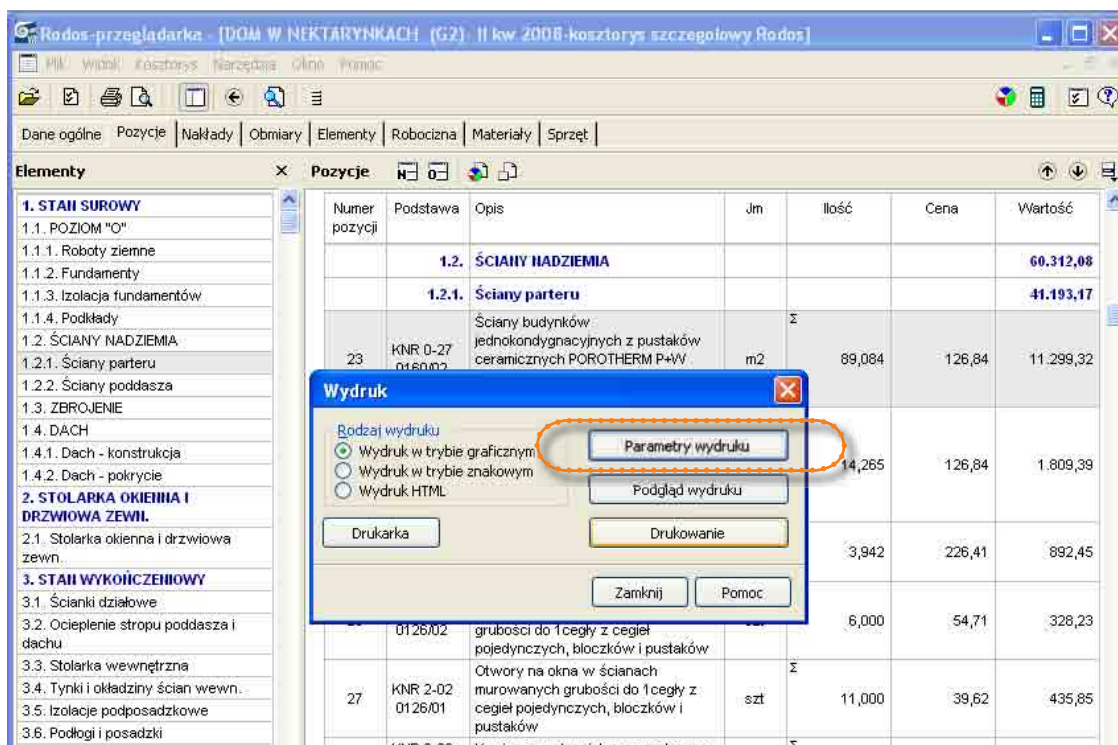 Rodos-przeglądarka - [DOM W NEKTARYNKACH (G2) II kw 2006-kosztorys szczegolowy Rodos]
Plik Widok Kosztorys Narzędzia Okno Pomoc
Dane ogólne Pozycje Nakłady Obmiary Elementy Robocizna Materiały Sprzęt
Elementy
1. STAN SUROWY
1.1. POZIOM "O"
1.1.1. Roboty ziemne
1.1.2. Fundamenty
1.1.3. Izolacja fundamentów
1.1.4. Podkłady
1.2. ŚCIANY NADZIEMIA
1.2.1. Ściany parteru
1.2.2. Ściany poddasza
1.3. ZBROJENIE
1.4. DACH
1.4.1. Dach - konstrukcja
1.4.2. Dach - pokrycie
2. STOLARKA OKIENNA I
DRZWIOWA ZEWN.
2.1. Stolarka okienna i drzwiowa
zewn.
3. STAN WYKOŃCZENIOWY
3.1. Ścianki działowe
3.2. Ocieplenie stropu poddasza i
dachu
3.3. Stolarka wewnętrzna
3.4. Tynki i okładziny ścian wewn.
3.5. Izolacje podposadzkowe
3.6. Podłogi i posadzki
Pozycje
Numer pozycji Podstawa Opis Jm Ilość Cena Wartość
1.2. ŚCIANY NADZIEMIA 60.312,08
1.2.1. Ściany parteru 41.193,17
Ściany budynków
jednokondygnacyjnych z pustaków
23 KNR 0-27 ceramicznych POROTHERM P+W m2 Σ 89,084 126,84 11.299,32
0160/02
14,265 126,84 1.809,39
3,942 226,41 892,45
0126/02 grubości do 1cegły z cegieł 6,000 54,71 328,23
pojedynczych, bloczków i pustaków
Otwory na okna w ścianach
27 KNR 2-02 murowanych grubości do 1cegły z szt Σ 11,000 39,62 435,85
0126/01 cegieł pojedynczych, bloczków i
pustaków
Wydruk
Rodzaj wydruku
Wydruk w trybie graficznym
Wydruk w trybie znakowym
Wydruk HTML
Drukarka
Parametry wydruku
Podgląd wydruku
Drukowanie
Zamknij Pomoc